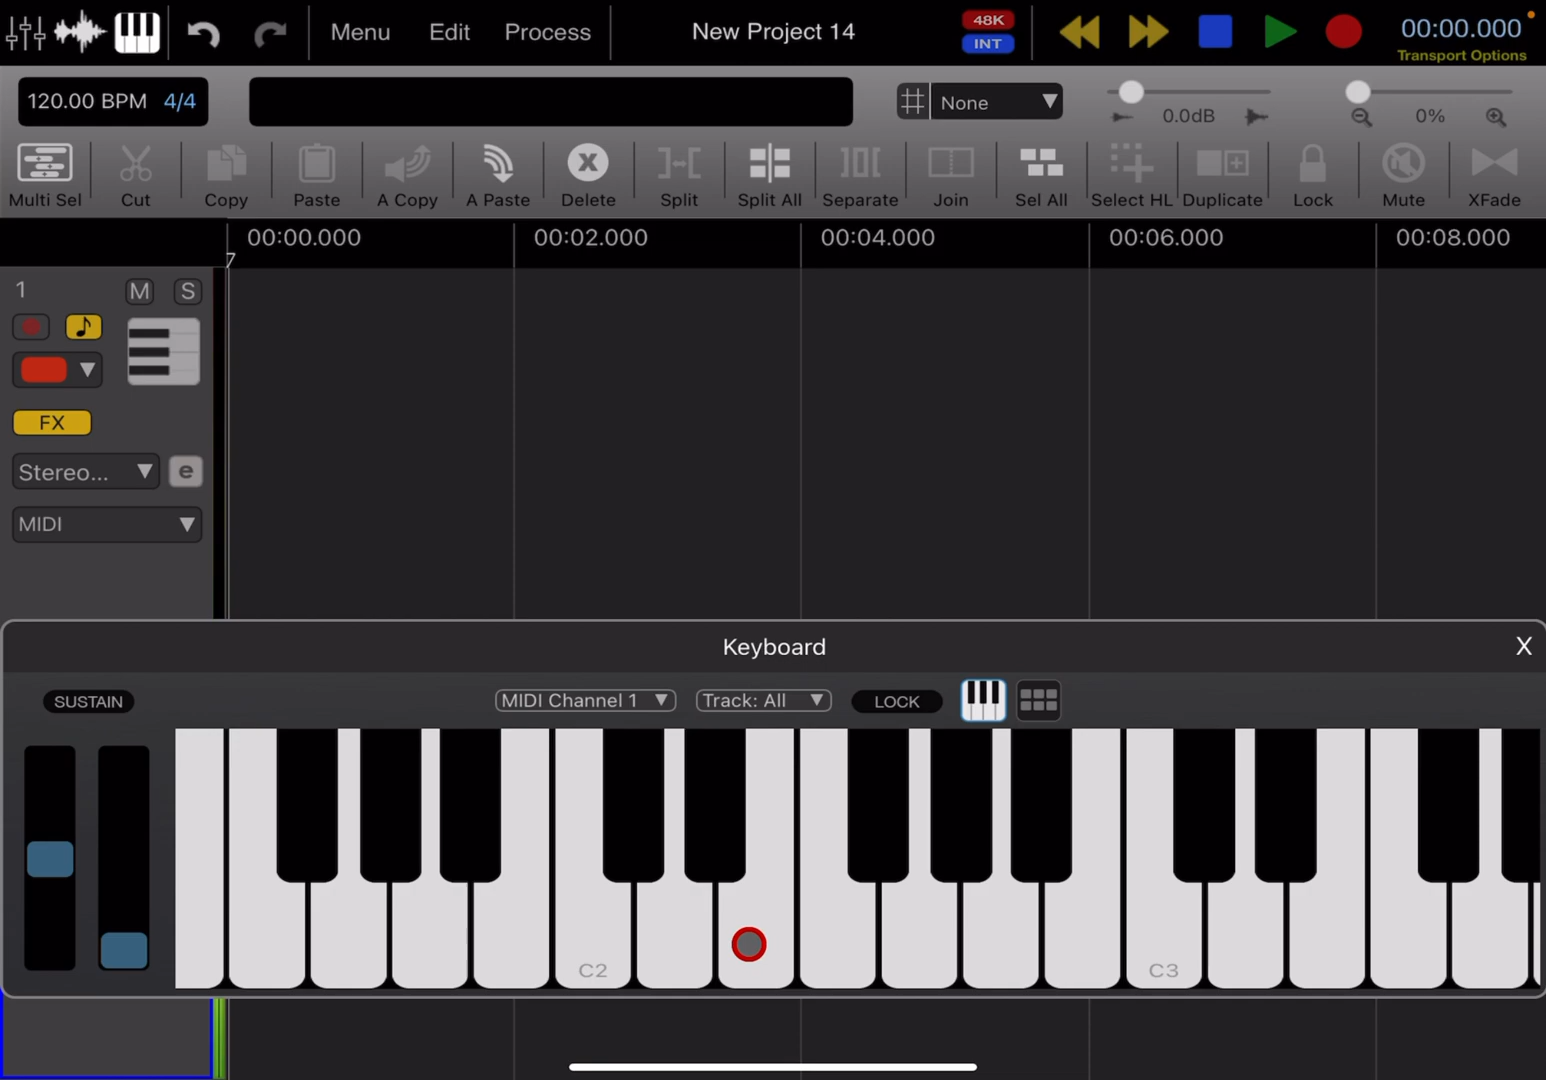 Menu Edit Process New Project 14 48K INT 00:00.000
Transport Options
120.00 BPM 4/4 None 0.0dB 0%
Multi Sel Cut Copy Paste A Copy A Paste Delete Split Split All Separate Join Sel All Select HL Duplicate Lock Mute XFade
00:00.000 00:02.000 00:04.000 00:06.000 00:08.000
1 M S
FX
Stereo... e
MIDI
Keyboard X
SUSTAIN MIDI Channel 1 Track: All LOCK
C2 C3